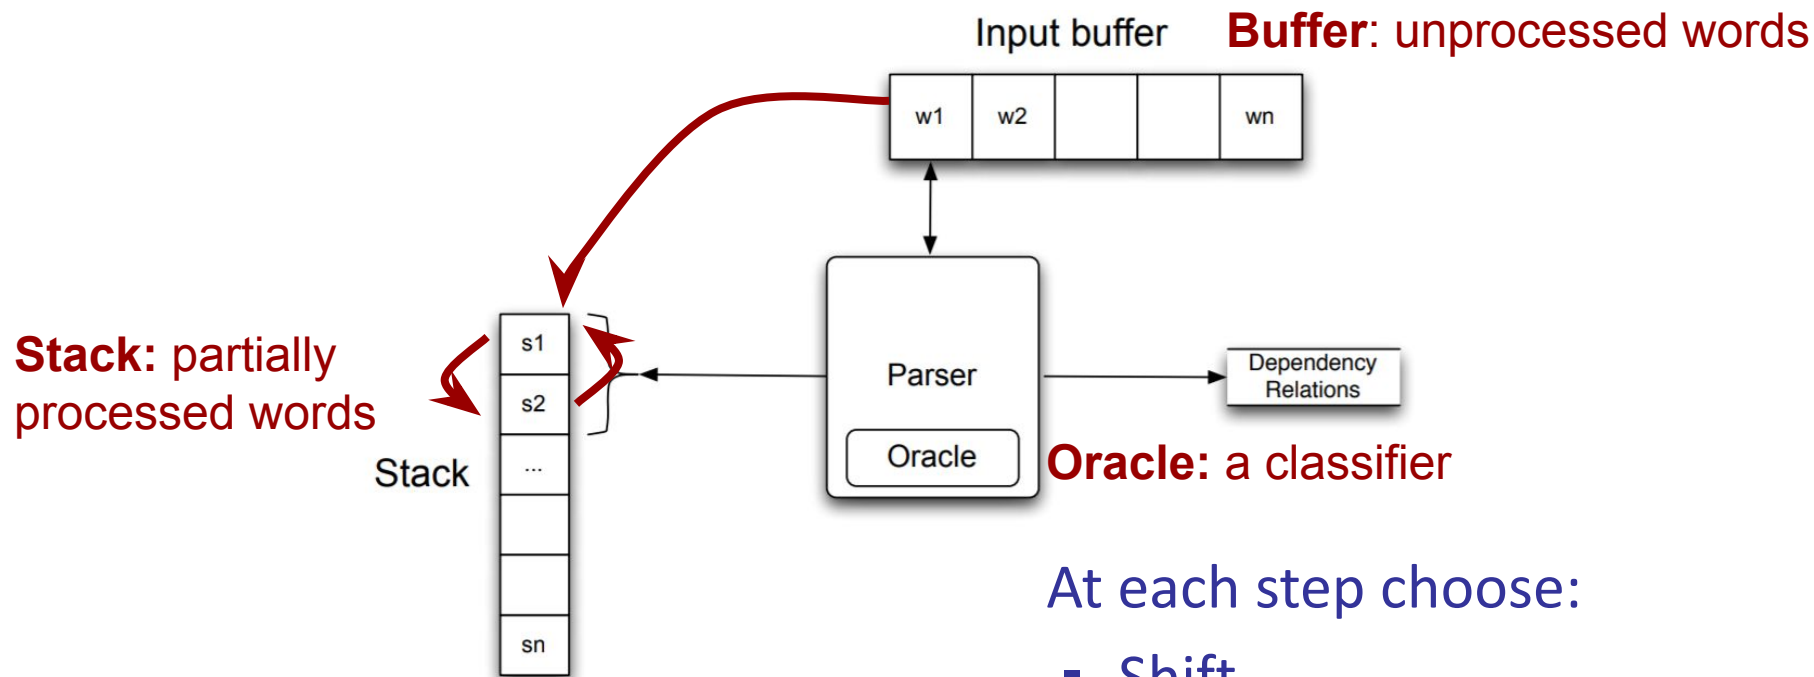 Input buffer
Buffer: unprocessed words
w1 w2 wn
Stack: partially
processed words
s1
s2
...
sn
Stack
Parser
Oracle
Dependency
Relations
Oracle: a classifier
At each step choose:
- Shift